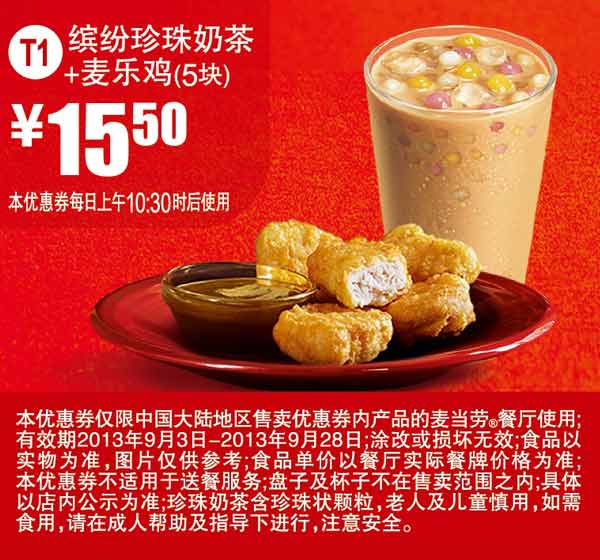 T1
缤纷珍珠奶茶
+麦乐鸡(5块)
¥15.50
本优惠券每日上午10:30时后使用
本优惠券仅限中国大陆地区售卖优惠券内产品的麦当劳®餐厅使用;
有效期2013年9月3日-2013年9月28日;涂改或损坏无效;食品以
实物为准,图片仅供参考;食品单价以餐厅实际餐牌价格为准;
本优惠券不适用于送餐服务;盘子及杯子不在售卖范围之内;具体
以店内公示为准;珍珠奶茶含珍珠状颗粒,老人及儿童慎用,如需
食用,请在成人帮助及指导下进行,注意安全。